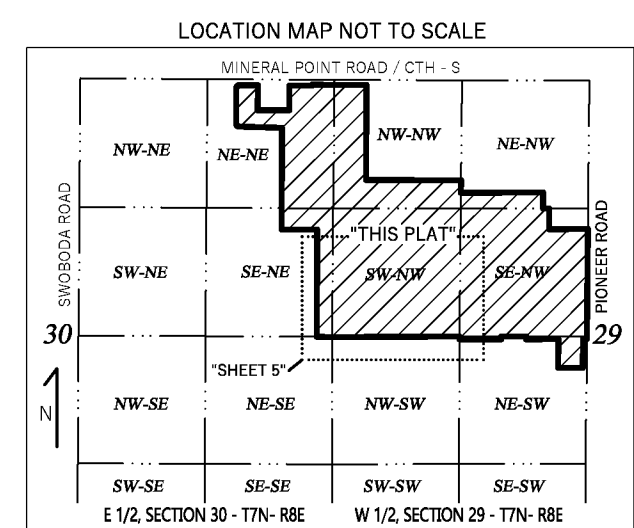 LOCATION MAP NOT TO SCALE
MINERAL POINT ROAD / CTH - S
NW-NE
NE-NE
NW-NW
NE-NW
SWOBODA ROAD
PIONEER ROAD
"THIS PLAT"
SW-NE
SE-NE
SW-NW
SE-NW
30
29
"SHEET 5"
N
NW-SE
NE-SE
NW-SW
NE-SW
SW-SE
SE-SE
SW-SW
SE-SW
E 1/2, SECTION 30 - T7N- R8E
W 1/2, SECTION 29 - T7N- R8E